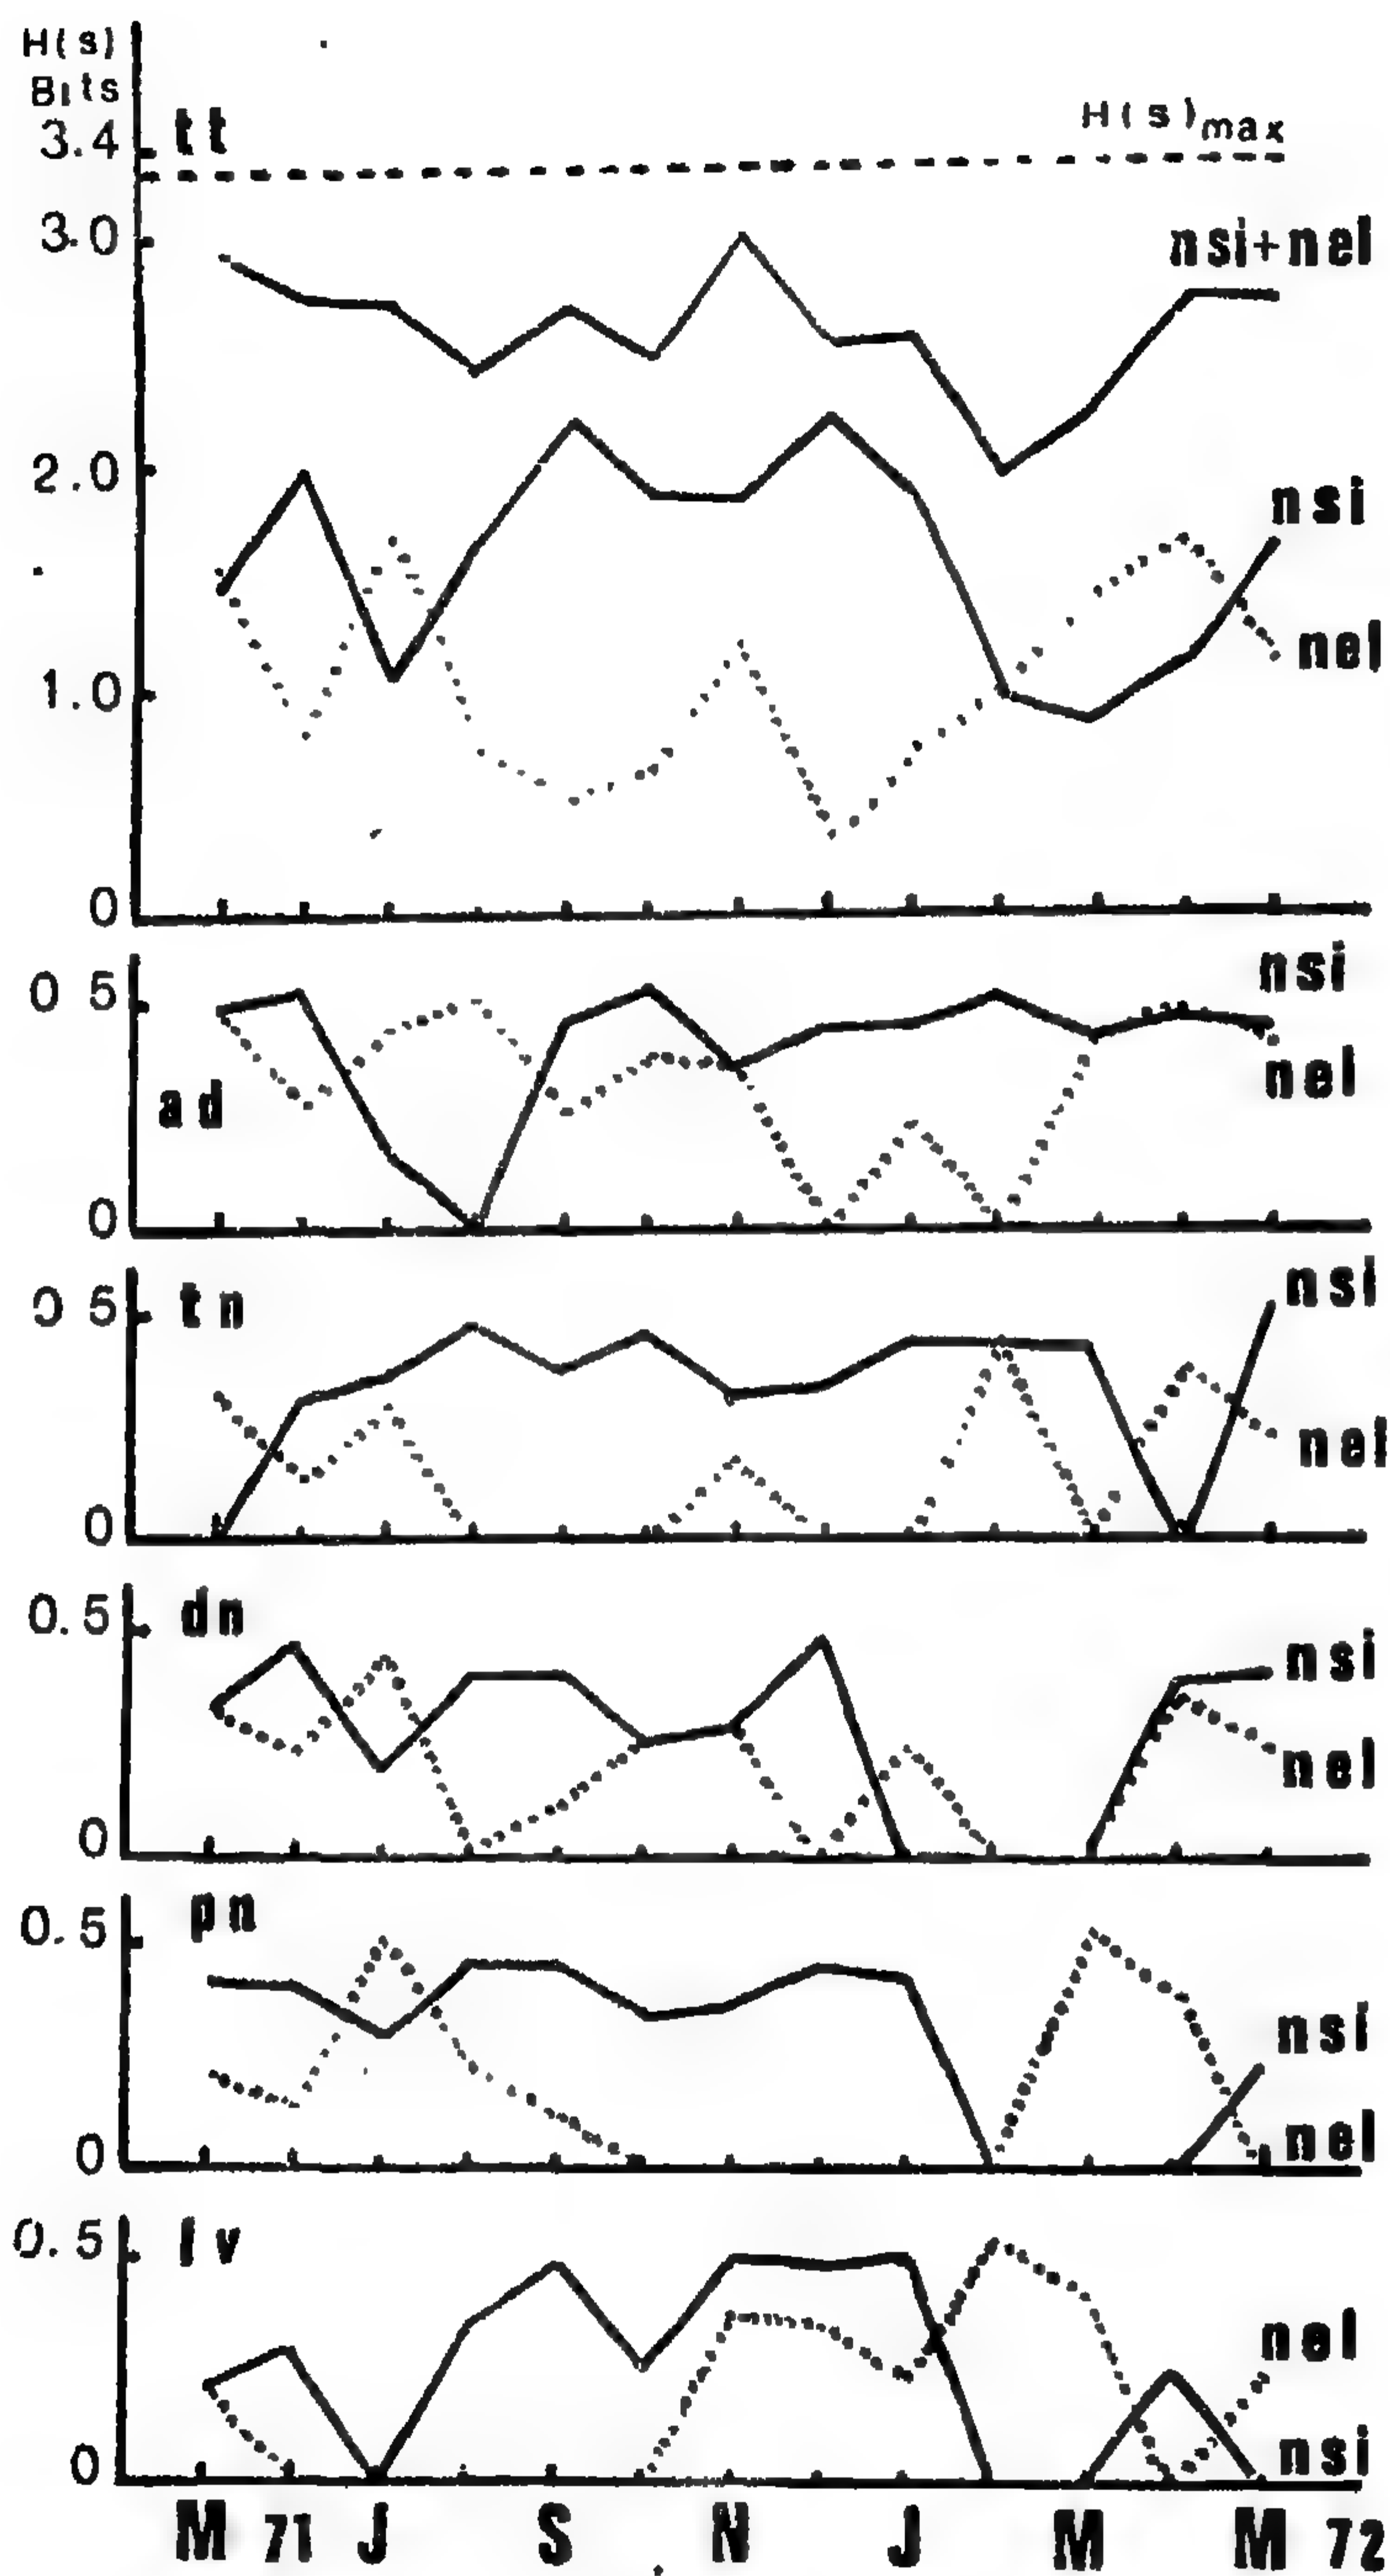 H(s)
Bits
3.4 tt H(s)max
3.0 nsi+nel
2.0 nsi
nel
1.0
0
0 5 nsi
nel
ad
0
0 5 tn nsi
nel
0
0.5 dn nsi
nel
0
0.5 pn nsi
nel
0
0.5 lv nel
nsi
0
M 71 J S N J M M 72